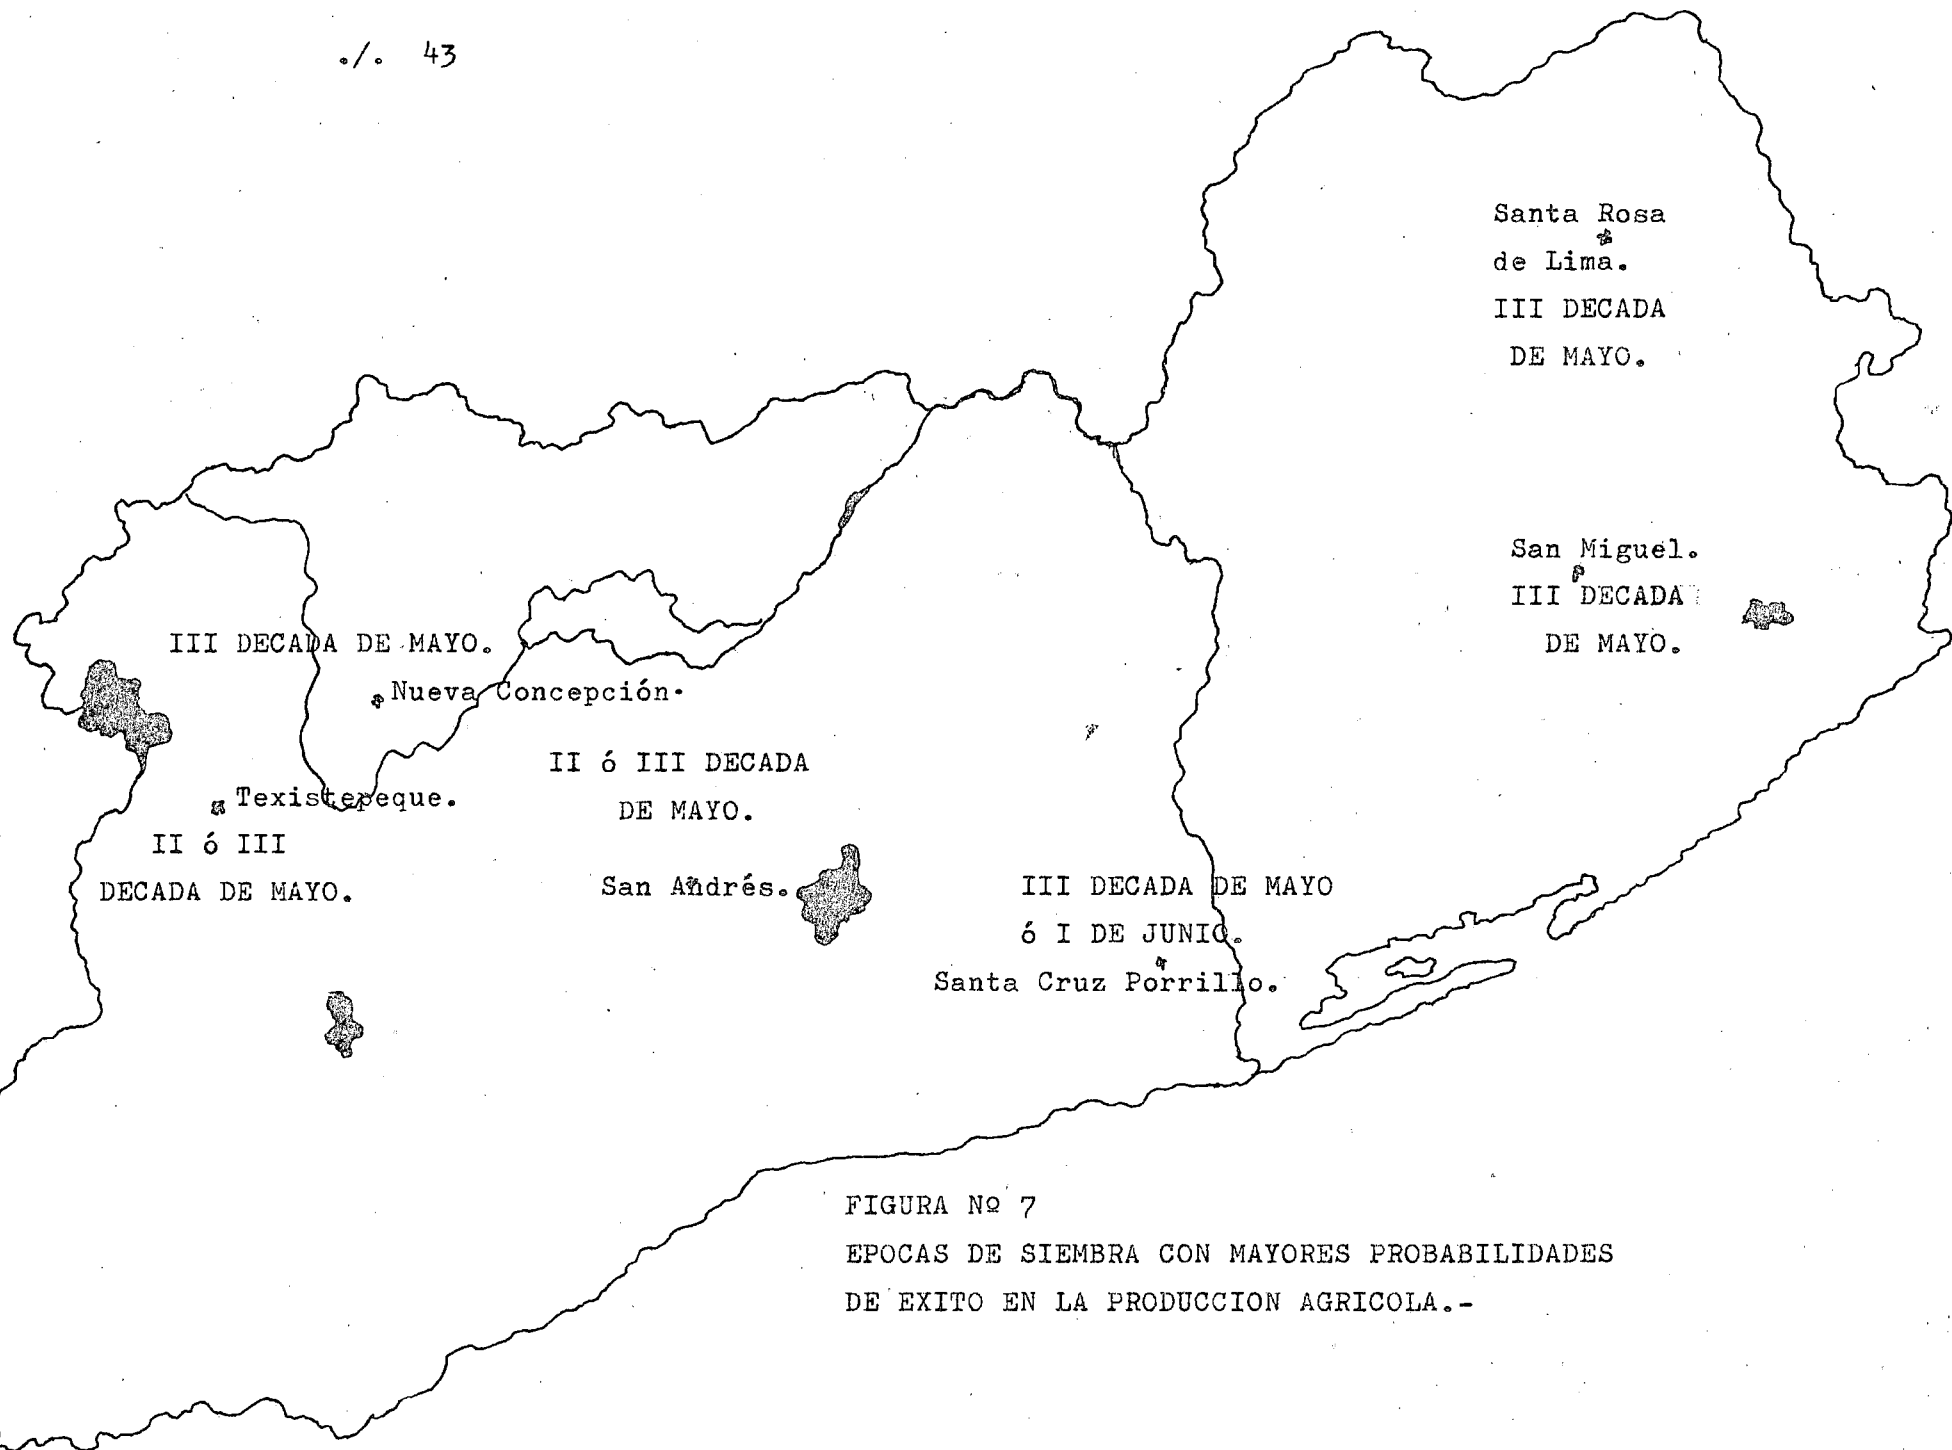 ./. 43
Santa Rosa
de Lima.
III DECADA
DE MAYO.
San Miguel.
III DECADA
DE MAYO.
III DECADA DE MAYO.
Nueva Concepción.
II ó III DECADA
DE MAYO.
San Andrés.
Texistepeque.
II ó III
DECADA DE MAYO.
III DECADA DE MAYO
ó I DE JUNIO.
Santa Cruz Porrillo.
FIGURA Nº 7
EPOCAS DE SIEMBRA CON MAYORES PROBABILIDADES
DE EXITO EN LA PRODUCCION AGRICOLA.-